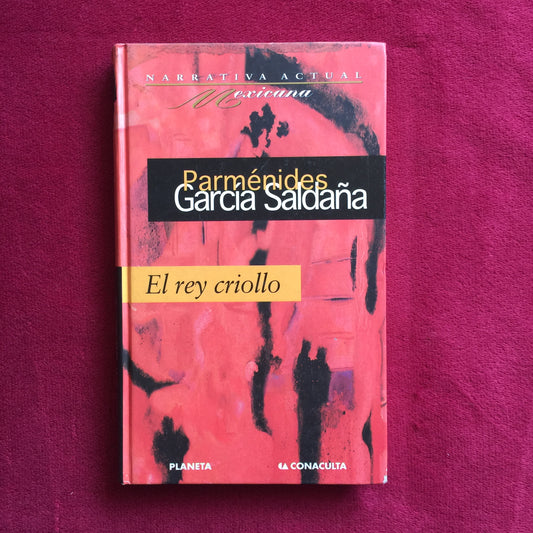 NARRATIVA ACTUAL
Mexicana
Parménides
García Saldaña
El rey criollo
PLANETA CONACULTA